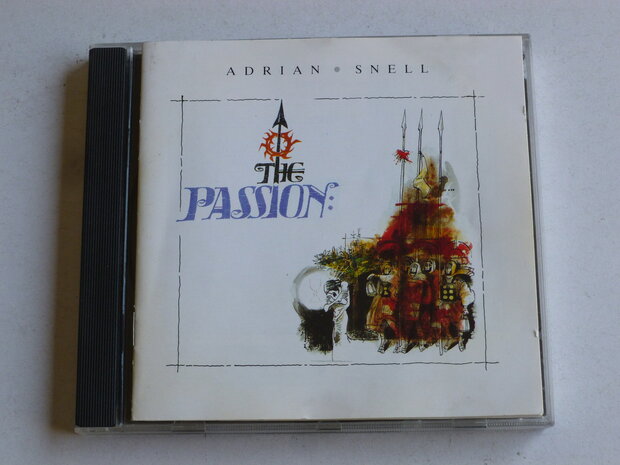 ADRIAN • SNELL
THE
PASSION: